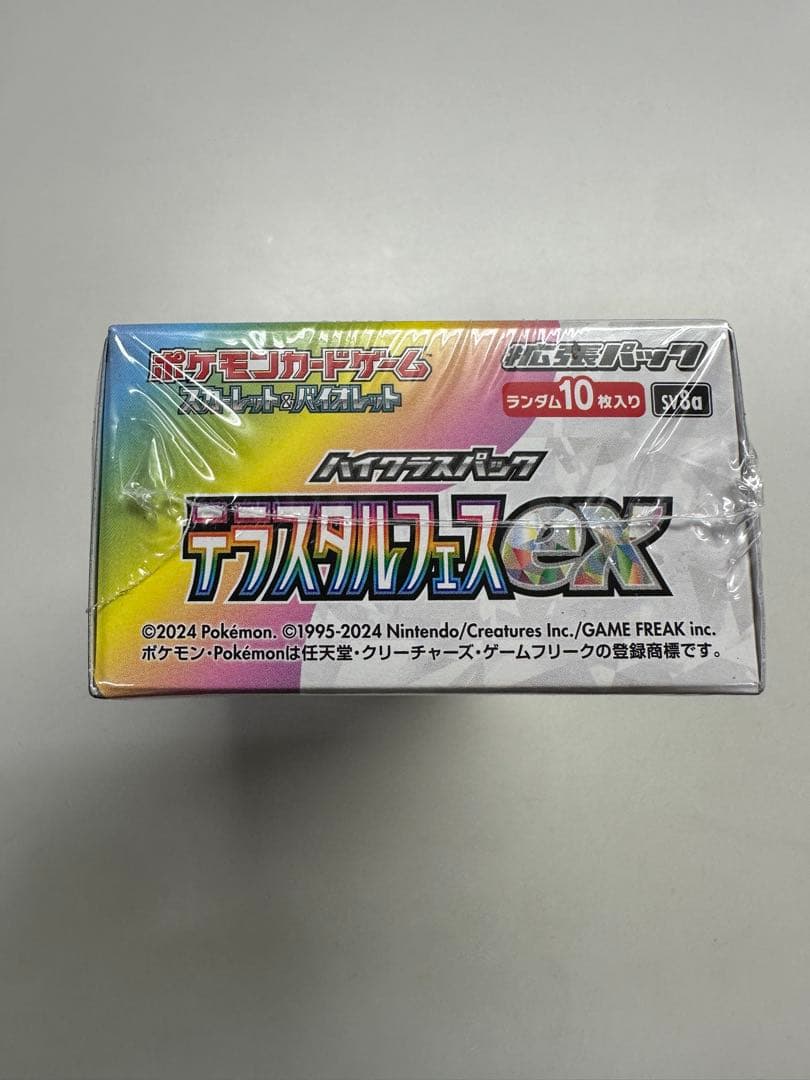 ポケモンカードゲーム™
スカーレット&バイオレット
拡張パック
ランダム10枚入り
sv8a
ハイクラスパック
テラスタルフェスex
©2024 Pokémon. ©1995-2024 Nintendo/Creatures Inc./GAME FREAK inc.
ポケモン・Pokémonは任天堂・クリーチャーズ・ゲームフリークの登録商標です。